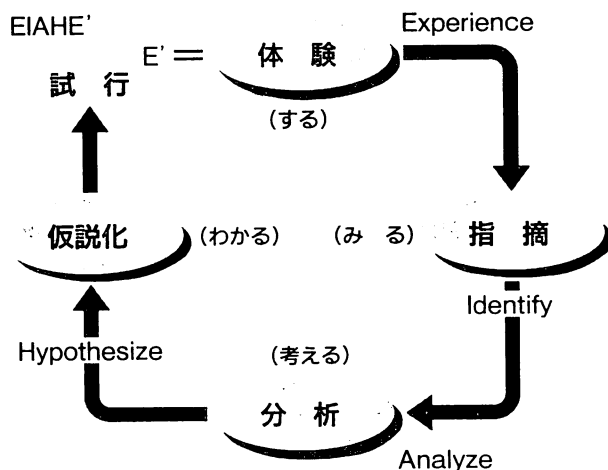 EIAHE'
Experience
E' = 体 験
試 行
(する)
仮説化 (わかる) (み る) 指 摘
Identify
Hypothesize
(考える)
分 析
Analyze